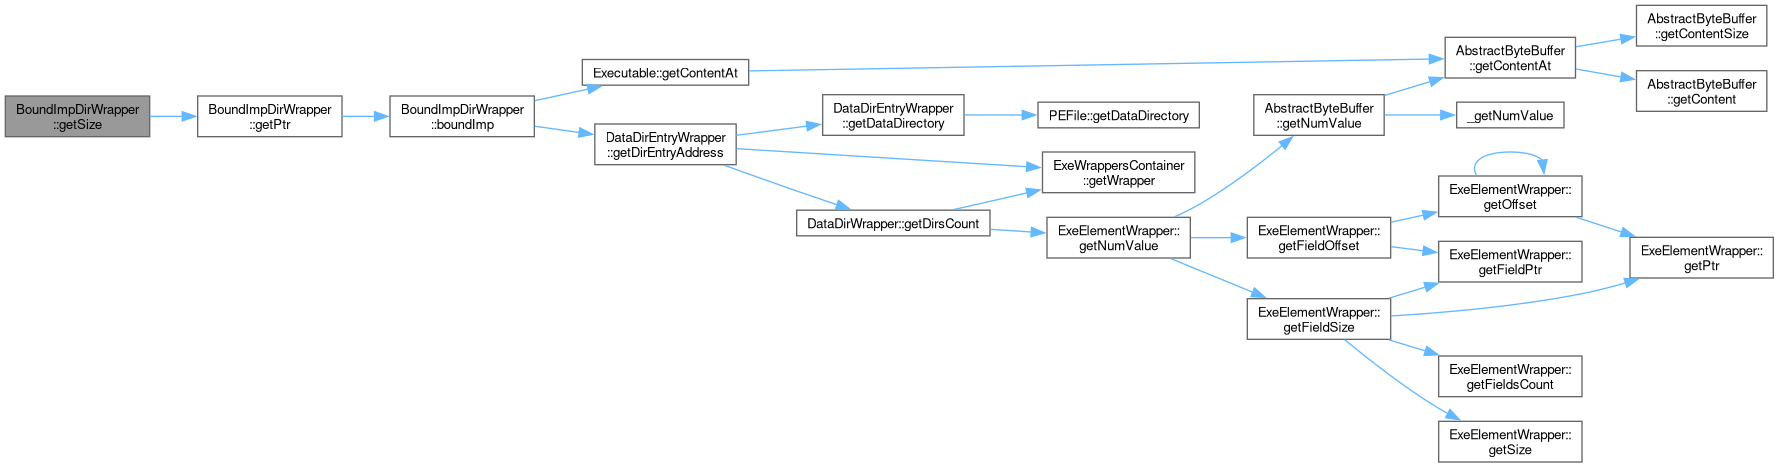 BoundImpDirWrapper
::getSize
BoundImpDirWrapper
::getPtr
BoundImpDirWrapper
::boundImp
Executable::getContentAt
DataDirEntryWrapper
::getDirEntryAddress
DataDirEntryWrapper
::getDataDirectory
PEFile::getDataDirectory
ExeWrappersContainer
::getWrapper
DataDirWrapper::getDirsCount
ExeElementWrapper::
getNumValue
AbstractByteBuffer
::getNumValue
AbstractByteBuffer
::getContentAt
AbstractByteBuffer
::getContentSize
AbstractByteBuffer
::getContent
_getNumValue
ExeElementWrapper::
getFieldOffset
ExeElementWrapper::
getOffset
ExeElementWrapper::
getFieldPtr
ExeElementWrapper::
getPtr
ExeElementWrapper::
getFieldSize
ExeElementWrapper::
getFieldsCount
ExeElementWrapper::
getSize